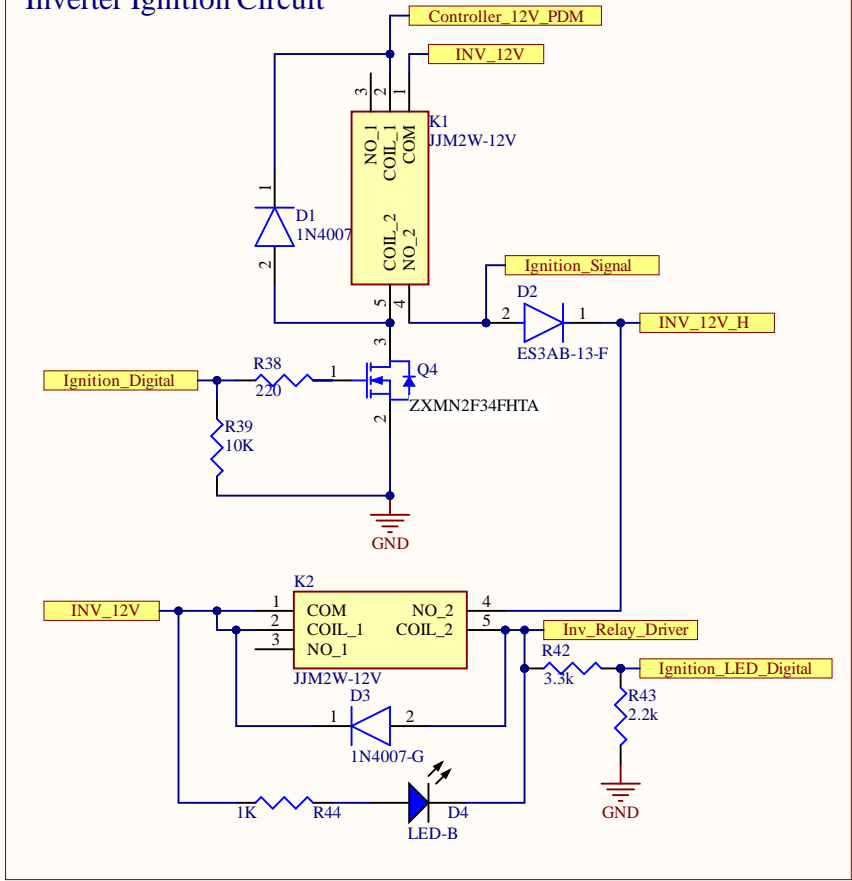 Inverter Ignition Circuit
Controller_12V_PDM
INV_12V
3
2
1
K1
JJM2W-12V
NO_1
COIL_1
COM
COIL_2
NO_2
5
4
1
D1
1N4007
2
Ignition_Signal
D2
2
1
INV_12V_H
ES3AB-13-F
3
Ignition_Digital
R38
220
1
Q4
ZXMN2F34FHTA
2
R39
10K
GND
K2
INV_12V
1
COM
NO_2
4
2
COIL_1
COIL_2
5
Inv_Relay_Driver
3
NO_1
JJM2W-12V
R42
3.3k
Ignition_LED_Digital
D3
1
2
1N4007-G
R43
2.2k
1K
R44
D4
LED-B
GND